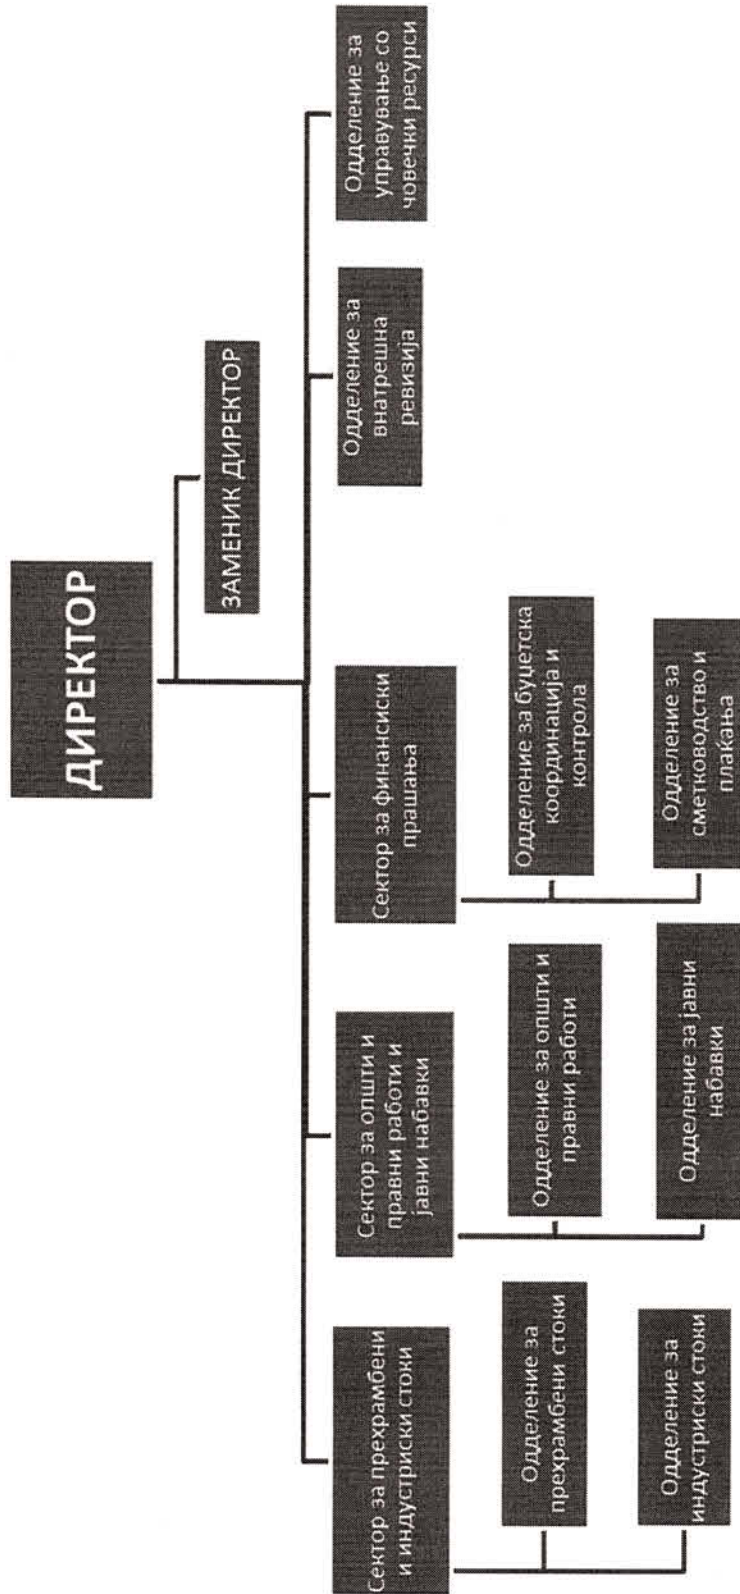 ДИРЕКТОР
ЗАМЕНИК ДИРЕКТОР
Сектор за прехрамбени
и индустриски стоки
Одделение за
прехрамбени стоки
Одделение за
индустриски стоки
Сектор за општи и
правни работи и
јавни набавки
Одделение за општи и
правни работи
Одделение за јавни
набавки
Сектор за финансиски
прашања
Одделение за буџетска
координација и
контрола
Одделение за
сметководство и
плаќања
Одделение за
внатрешна
ревизија
Одделение за
управување со
човечки ресурси